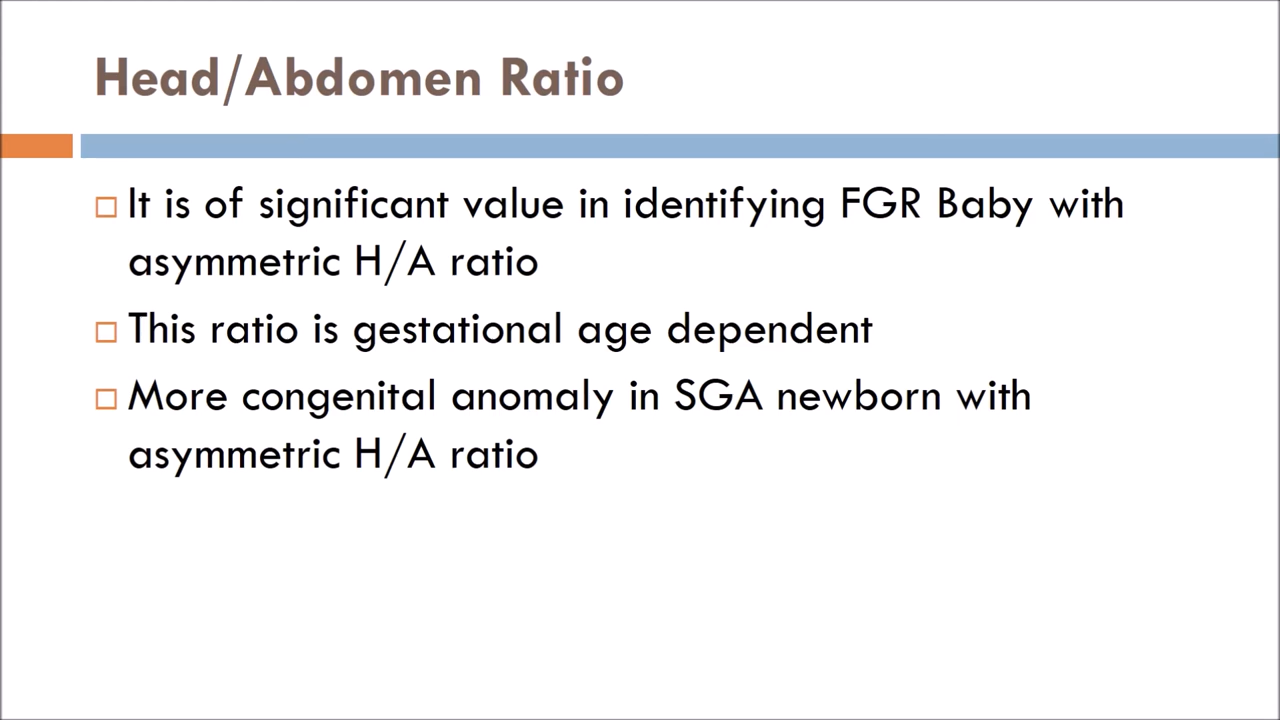 Head/Abdomen Ratio
It is of significant value in identifying FGR Baby with
asymmetric H/A ratio
This ratio is gestational age dependent
More congenital anomaly in SGA newborn with
asymmetric H/A ratio